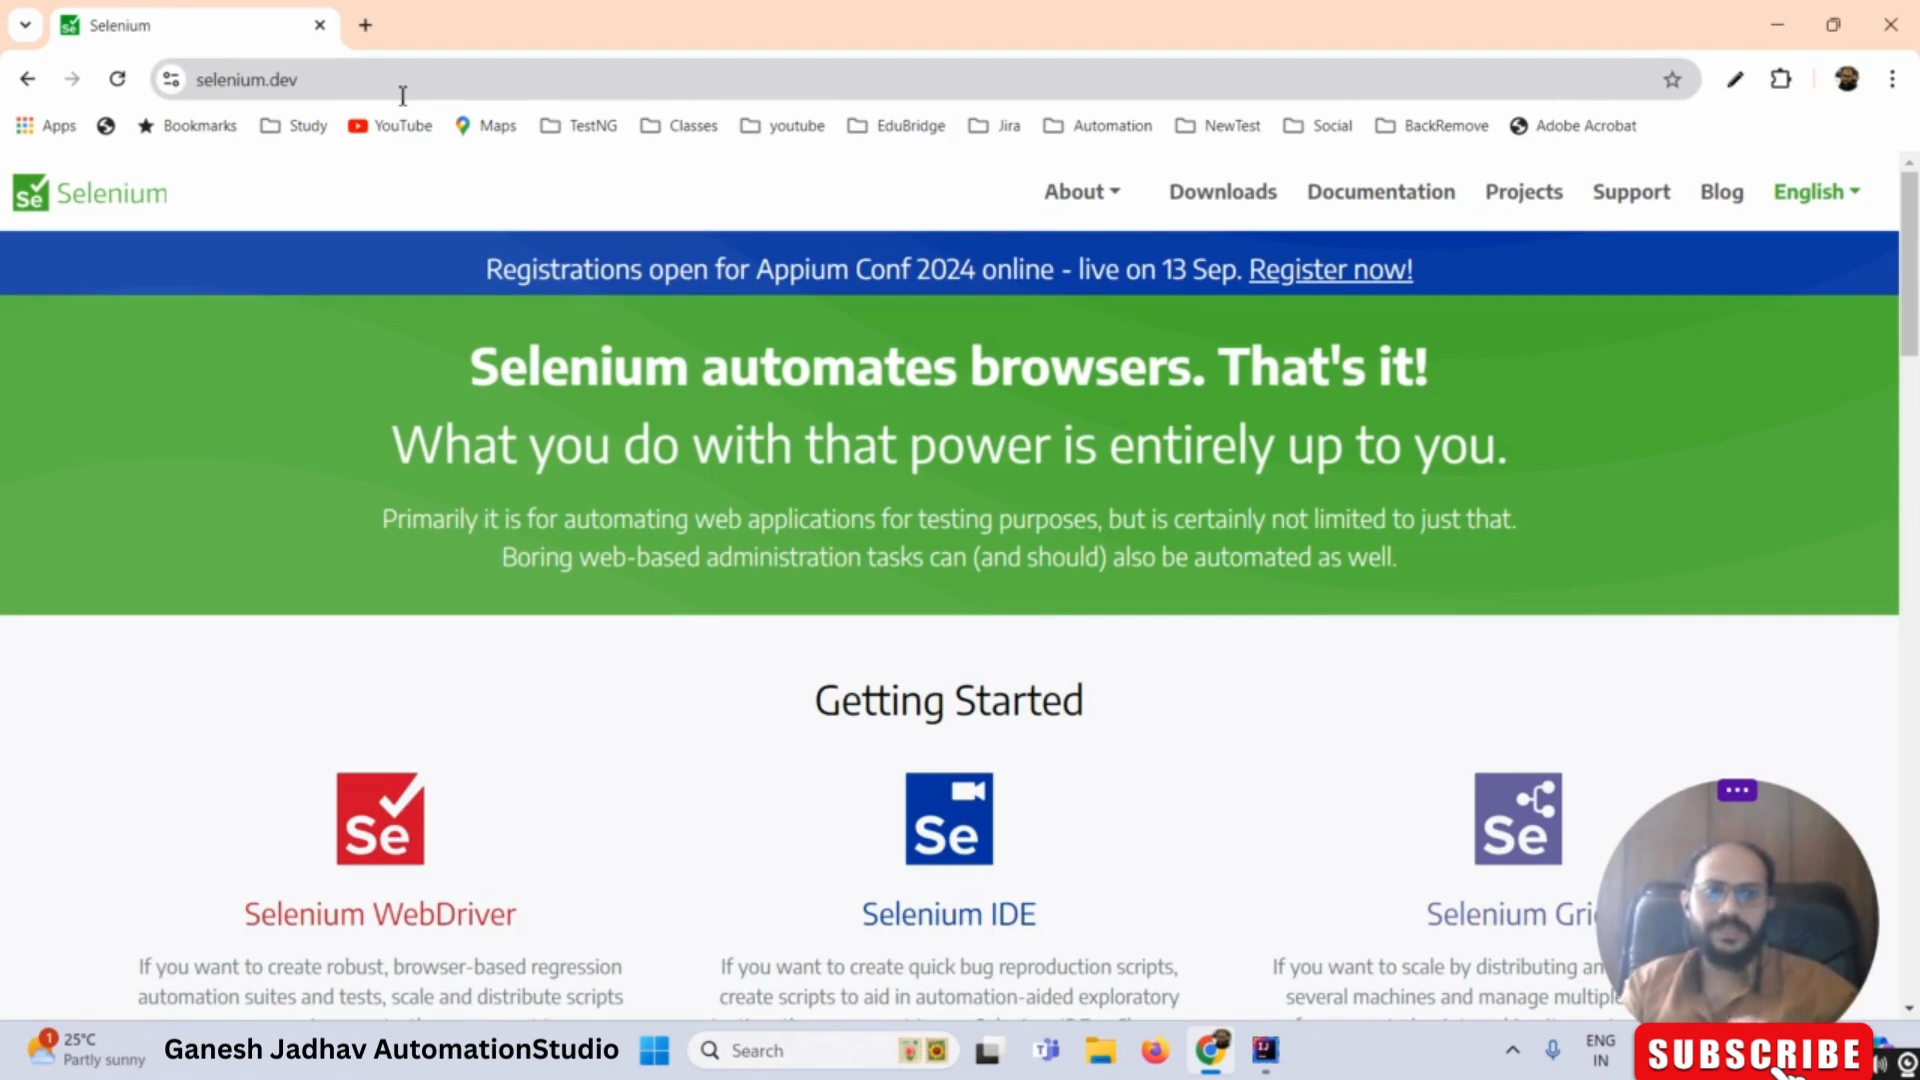 Selenium
selenium.dev
Apps
Bookmarks
Study
YouTube
Maps
TestNG
Classes
youtube
EduBridge
Jira
Automation
NewTest
Social
BackRemove
Adobe Acrobat
Se Selenium
About
Downloads
Documentation
Projects
Support
Blog
English
Registrations open for Appium Conf 2024 online - live on 13 Sep. Register now!
Selenium automates browsers. That's it!
What you do with that power is entirely up to you.
Primarily it is for automating web applications for testing purposes, but is certainly not limited to just that.
Boring web-based administration tasks can (and should) also be automated as well.
Getting Started
Se
Se
Se
Selenium WebDriver
Selenium IDE
Selenium Gri
If you want to create robust, browser-based regression
automation suites and tests, scale and distribute scripts
If you want to create quick bug reproduction scripts,
create scripts to aid in automation-aided exploratory
If you want to scale by distributing an
several machines and manage multiple
1
25°C
Partly sunny
Ganesh Jadhav AutomationStudio
Search
ENG
IN
SUBSCRIBE